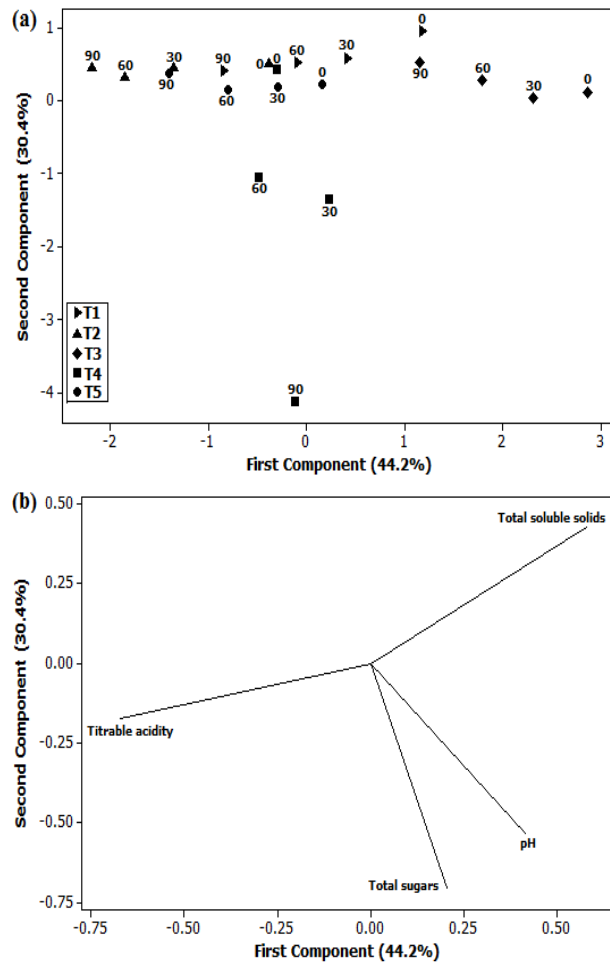 (a)
1
0
-1
-2
-3
-4
Second Component (30.4%)
90 60 30 90 90 60 0 0 30 60 0 30 0 90 60 30 0
60 30
90
T1
T2
T3
T4
T5
-2 -1 0 1 2 3
First Component (44.2%)
(b)
0.50
0.25
0.00
-0.25
-0.50
-0.75
Second Component (30.4%)
Total soluble solids
Titrable acidity
pH
Total sugars
-0.75 -0.50 -0.25 0.00 0.25 0.50
First Component (44.2%)